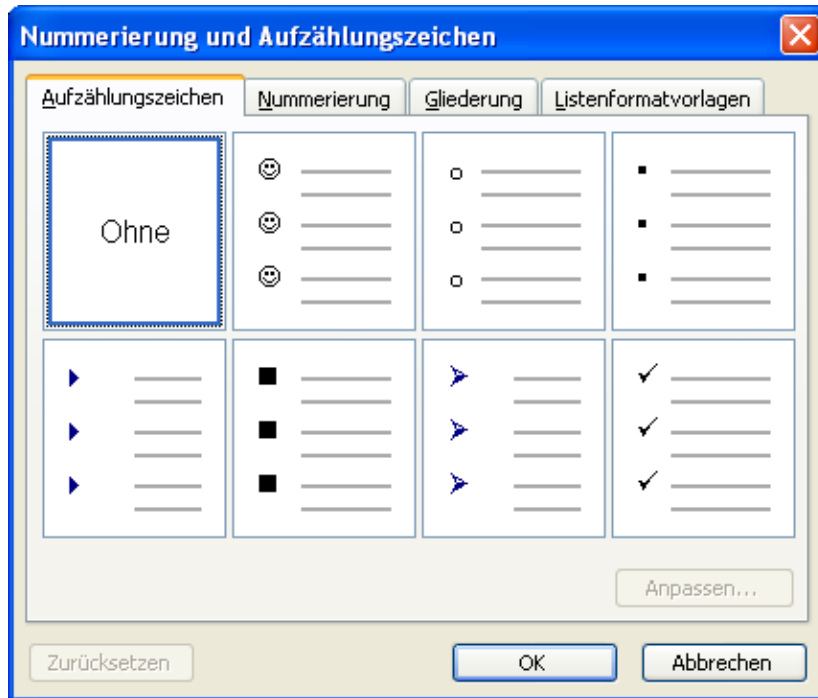 Nummerierung und Aufzählungszeichen
Aufzählungszeichen Nummerierung Gliederung Listenformatvorlagen
Ohne
Anpassen...
Zurücksetzen OK Abbrechen